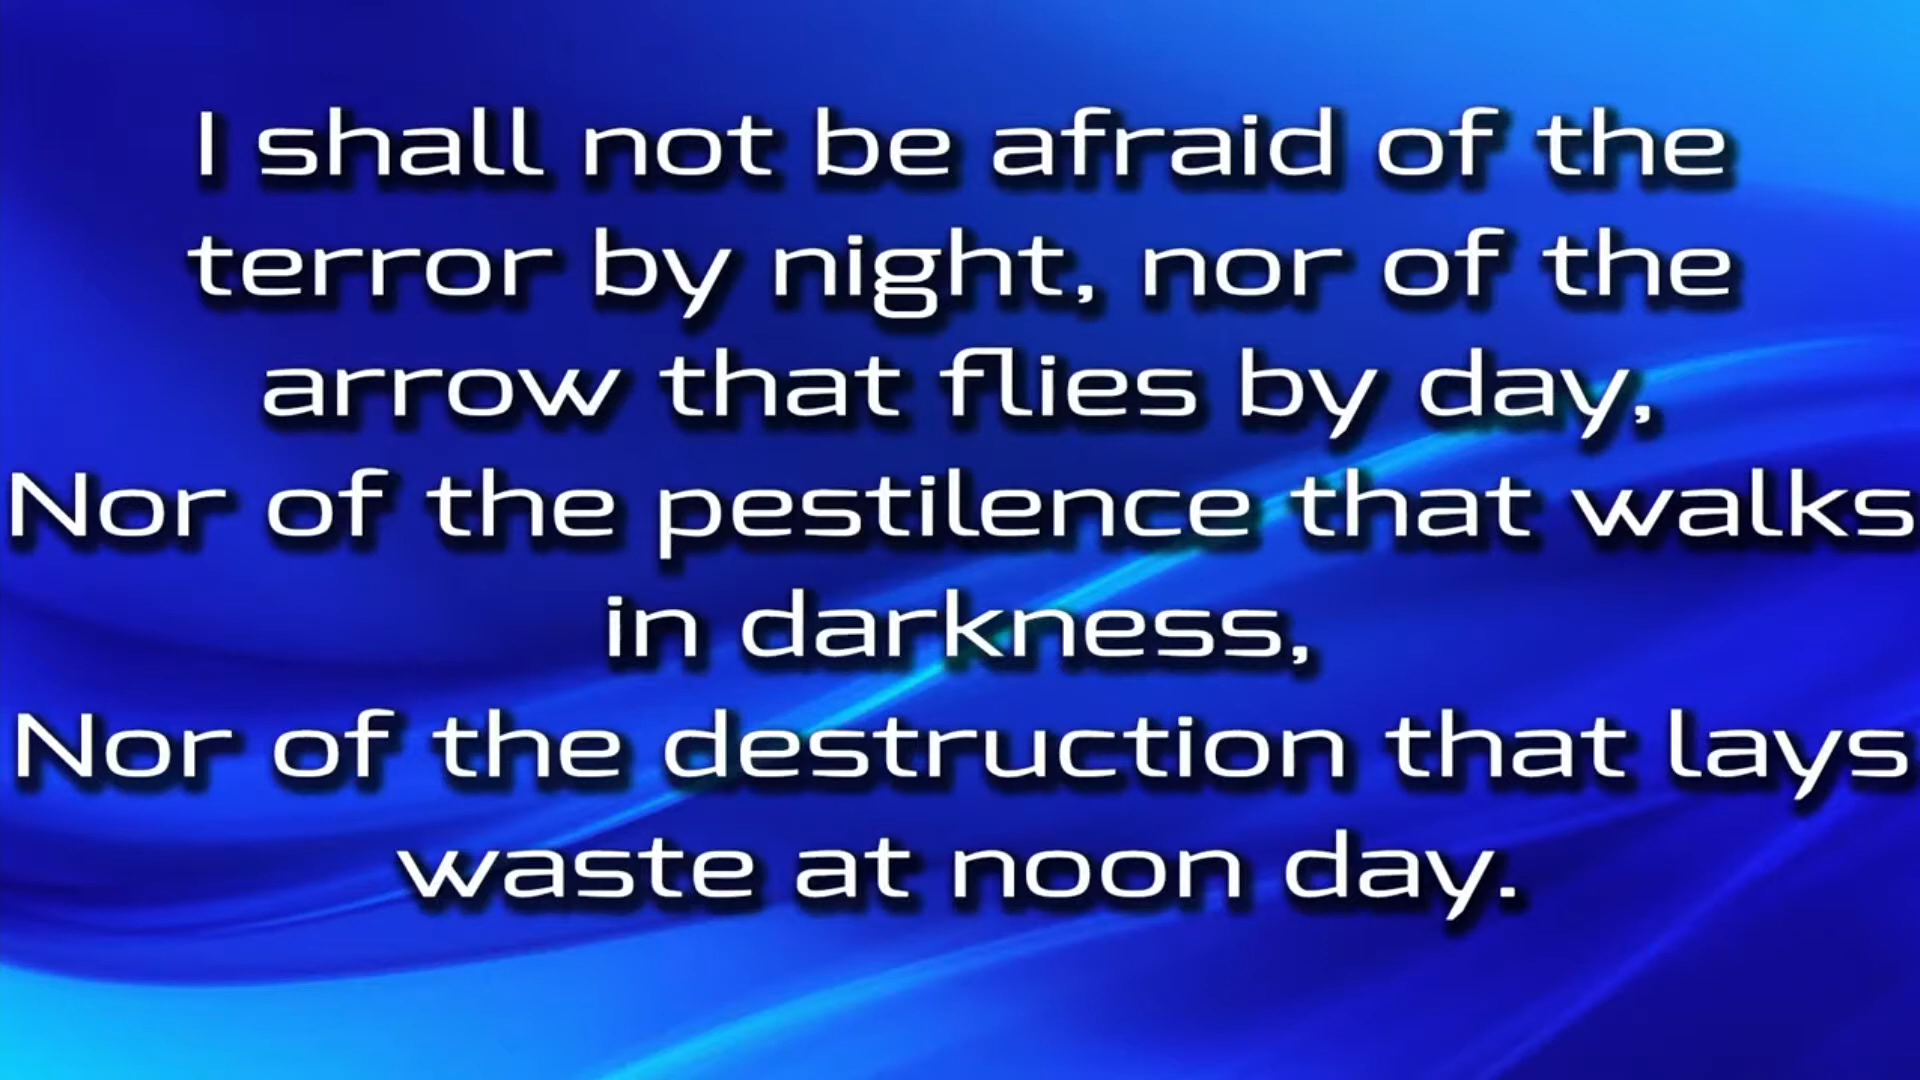 I shall not be afraid of the
terror by night, nor of the
arrow that flies by day,
Nor of the pestilence that walks
in darkness,
Nor of the destruction that lays
waste at noon day.